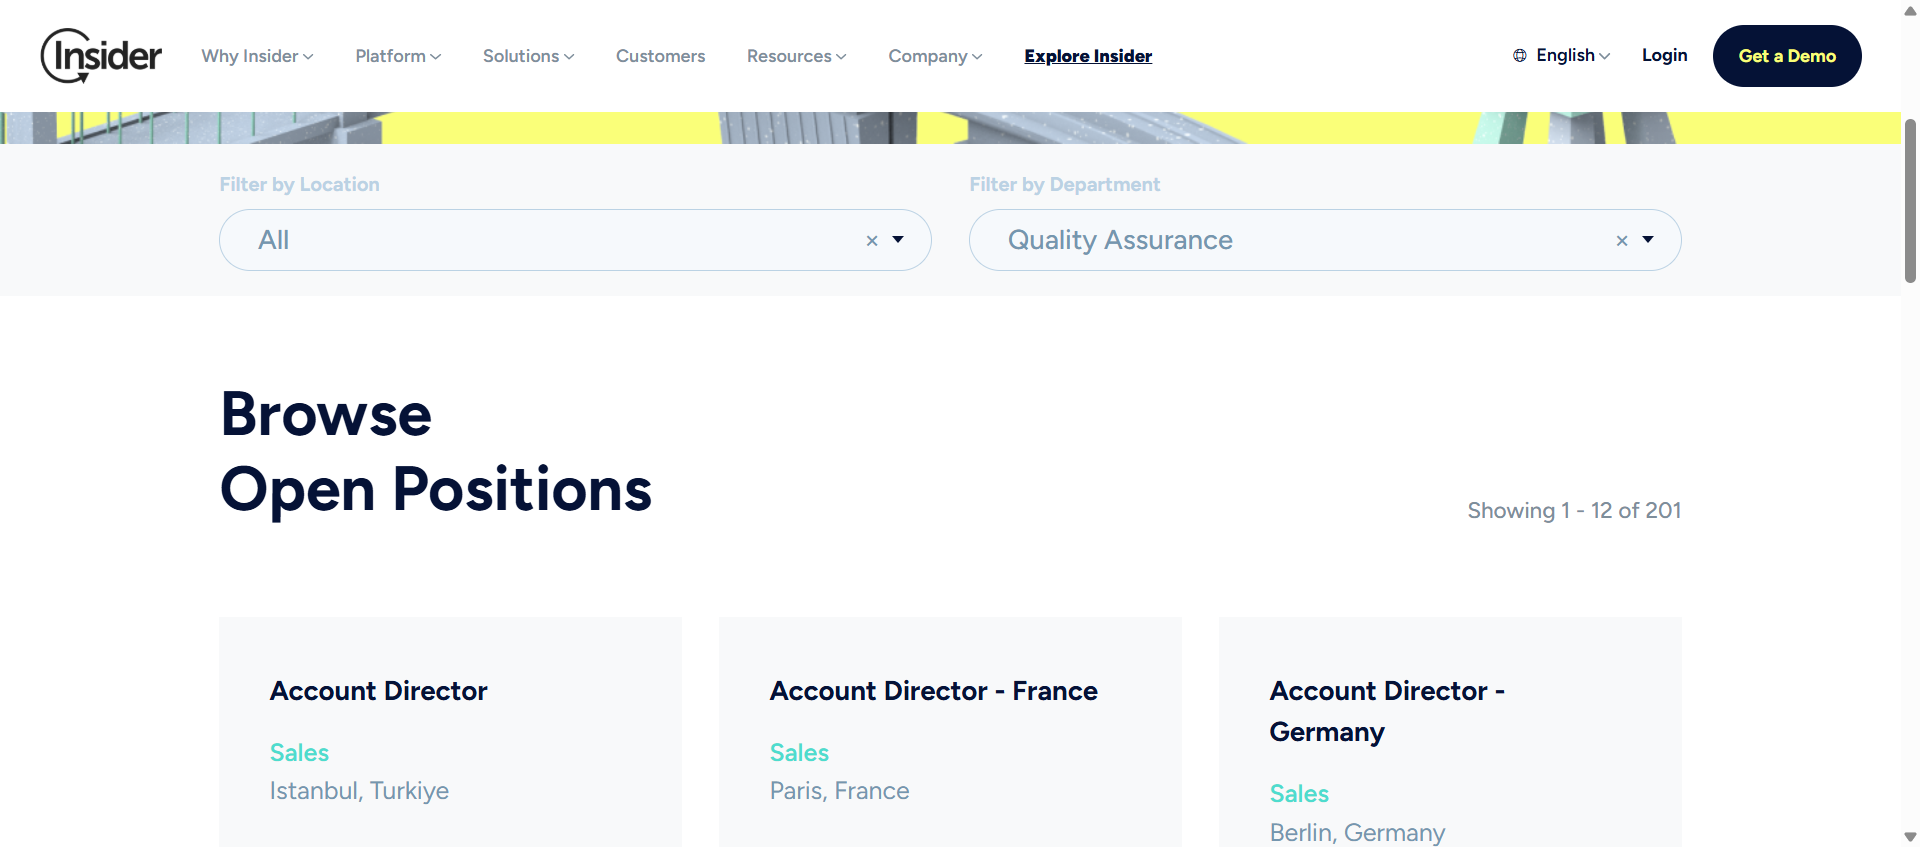 Insider
Why Insider Platform Solutions Customers Resources Company Explore Insider English Login Get a Demo
Filter by Location
All ×
Filter by Department
Quality Assurance ×
Browse
Open Positions
Showing 1 - 12 of 201
Account Director
Sales
Istanbul, Turkiye
Account Director - France
Sales
Paris, France
Account Director -
Germany
Sales
Berlin, Germany